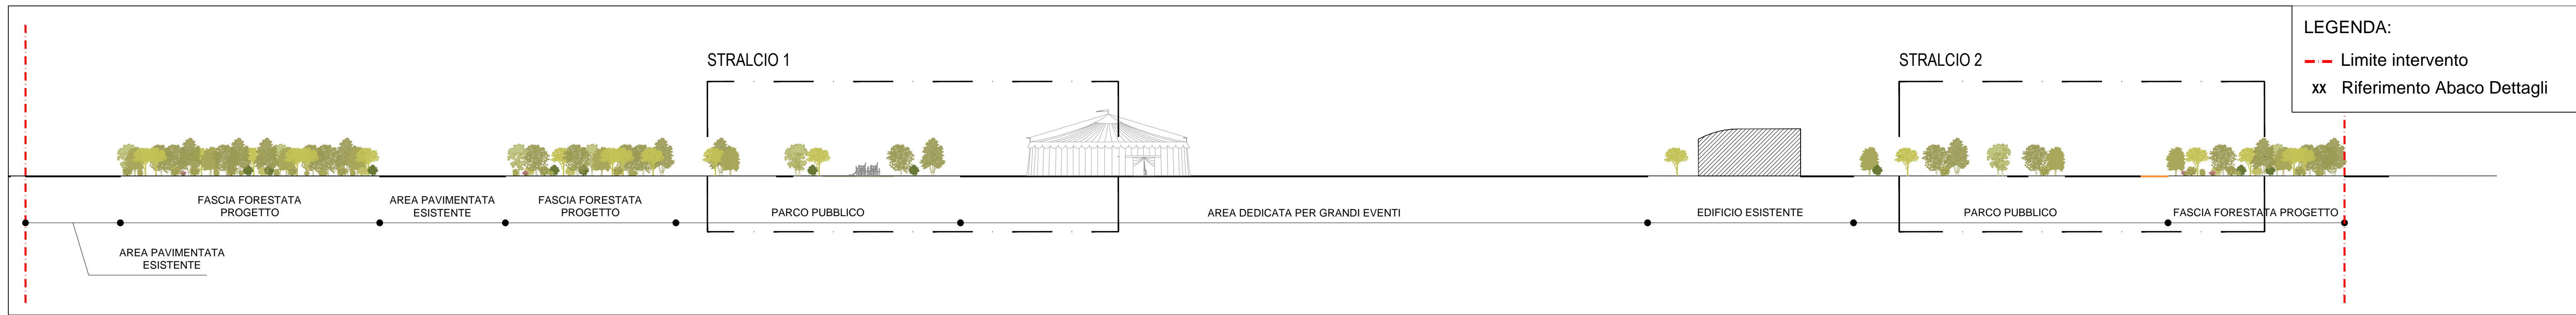 LEGENDA:
Limite intervento
xx Riferimento Abaco Dettagli
STRALCIO 1
STRALCIO 2
FASCIA FORESTATA
PROGETTO
AREA PAVIMENTATA
ESISTENTE
FASCIA FORESTATA
PROGETTO
PARCO PUBBLICO
AREA DEDICATA PER GRANDI EVENTI
EDIFICIO ESISTENTE
PARCO PUBBLICO
FASCIA FORESTATA PROGETTO
AREA PAVIMENTATA
ESISTENTE